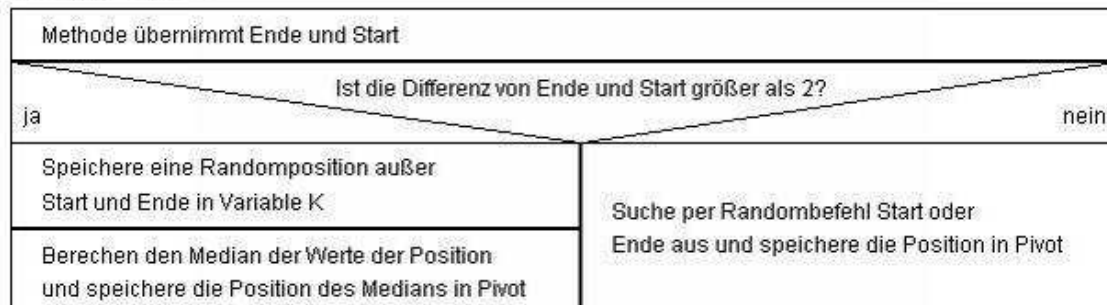 Methode übernimmt Ende und Start
Ist die Differenz von Ende und Start größer als 2?
ja
nein
Speichere eine Randomposition außer
Start und Ende in Variable K
Berechen den Median der Werte der Position
und speichere die Position des Medians in Pivot
Suche per Randombefehl Start oder
Ende aus und speichere die Position in Pivot